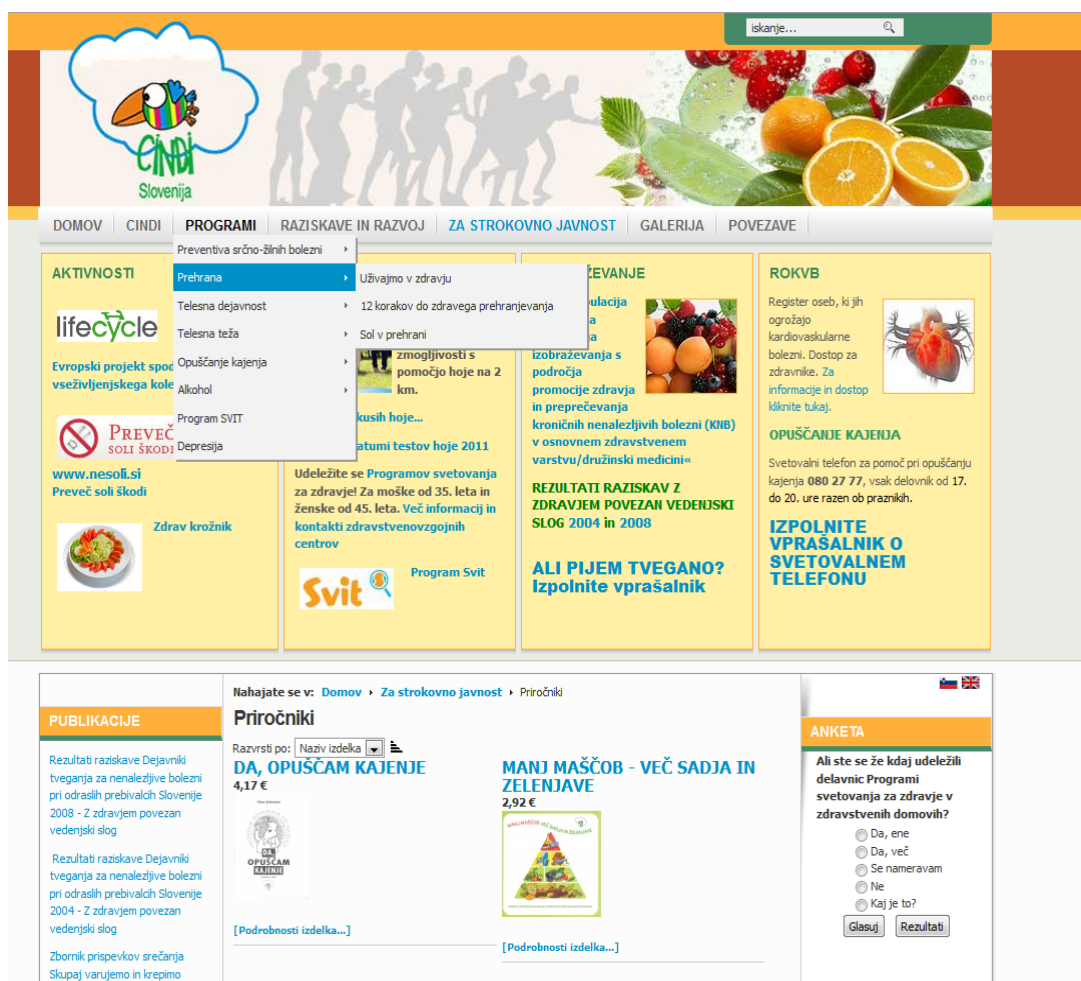 iskanje...
CINDI
Slovenija
DOMOV
CINDI
PROGRAMI
RAZISKAVE IN RAZVOJ
ZA STROKOVNO JAVNOST
GALERIJA
POVEZAVE
Preventiva srčno-žilnih bolezni
Prehrana
Telesna dejavnost
Telesna teža
Opuščanje kajenja
Alkohol
Program SVIT
Depresija
Uživajmo v zdravju
12 korakov do zdravega prehranjevanja
Sol v prehrani
AKTIVNOSTI
lifecycle
Evropski projekt
vseživljenjskega
PREVEČ
SOLI ŠKODI
www.nesoli.si
Preveč soli škodi
Zdrav krožnik
zmogljivosti s
pomočjo hoje na 2
km.
hoje...
testov hoje 2011
Udeležite se Programov svetovanja
za zdravje! Za moške od 35. leta in
ženske od 45. leta. Več informacij in
kontakti zdravstvenovzgojnih
centrov
Svit
Program Svit
izobraževanja s
področja
promocije zdravja
in preprečevanja
kroničnih nenalezljivih bolezni (KNB)
v osnovnem zdravstvenem
varstvu/družinski medicini«
REZULTATI RAZISKAV Z
ZDRAVJEM POVEZAN VEDENJSKI
SLOG 2004 in 2008
ALI PIJEM TVEGANO?
Izpolnite vprašalnik
ROKVB
Register oseb, ki jih
ogrožajo
kardiovaskularne
bolezni. Dostop za
zdravnike. Za
informacije in dostop
kliknite tukaj.
OPUŠČANJE KAJENJA
Svetovalni telefon za pomoč pri opuščanju
kajenja 080 27 77, vsak delovnik od 17.
do 20. ure razen ob praznikih.
IZPOLNITE
VPRAŠALNIK O
SVETOVALNEM
TELEFONU
PUBLIKACIJE
Rezultati raziskave Dejavniki
tveganja za nenalezljive bolezni
pri odraslih prebivalcih Slovenije
2008 - Z zdravjem povezan
vedenjski slog
Rezultati raziskave Dejavniki
tveganja za nenalezljive bolezni
pri odraslih prebivalcih Slovenije
2004 - Z zdravjem povezan
vedenjski slog
Zbornik prispevkov srečanja
Skupaj varujemo in krepimo
Nahajate se v: Domov Za strokovno javnost Priročniki
Priročniki
Razvrsti po: Naziv izdelka
DA, OPUŠČAM KAJENJE
4,17 €
DA,
OPUŠČAM
KAJENJE
[Podrobnosti izdelka...]
MANJ MAŠČOB - VEČ SADJA IN
ZELENJAVE
2,92 €
MANJ MAŠČOB VEČ SADJA IN ZELENJAVE
[Podrobnosti izdelka...]
ANKETA
Ali ste se že kdaj udeležili
delavnic Programi
svetovanja za zdravje v
zdravstvenih domovih?
Da, ene
Da, več
Se nameravam
Ne
Kaj je to?
Glasuj
Rezultati